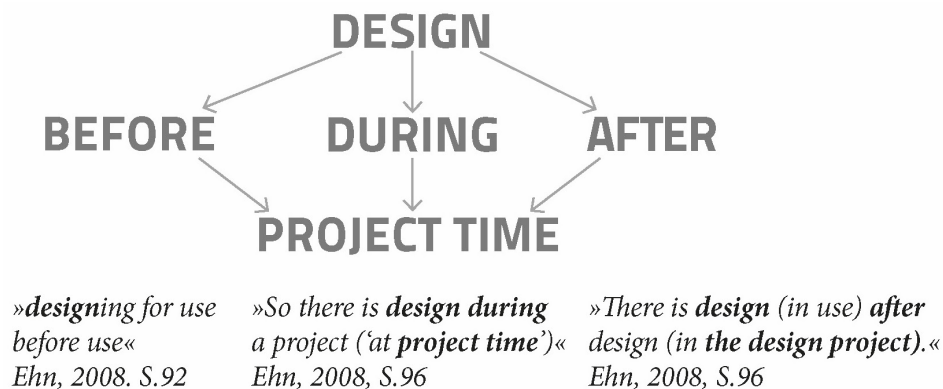 DESIGN
BEFORE DURING AFTER
PROJECT TIME
»designing for use
before use«
Ehn, 2008. S.92
»So there is design during
a project (‘at project time’)«
Ehn, 2008, S.96
»There is design (in use) after
design (in the design project).«
Ehn, 2008, S.96